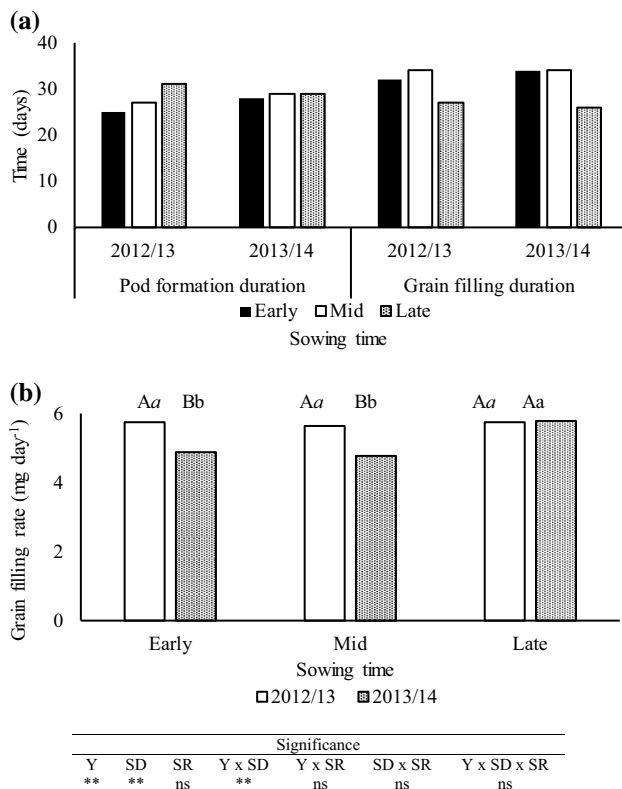 (a)
40
30
20
10
0
Time (days)
2012/13 2013/14 2012/13 2013/14
Pod formation duration Grain filling duration
Early Mid Late
Sowing time
(b)
Aa Bb Aa Bb Aa Aa
6
4
2
0
Grain filling rate (mg day-1)
Early Mid Late
Sowing time
2012/13 2013/14
Significance
Y SD SR Y x SD Y x SR SD x SR Y x SD x SR
** ** ns ** ns ns ns